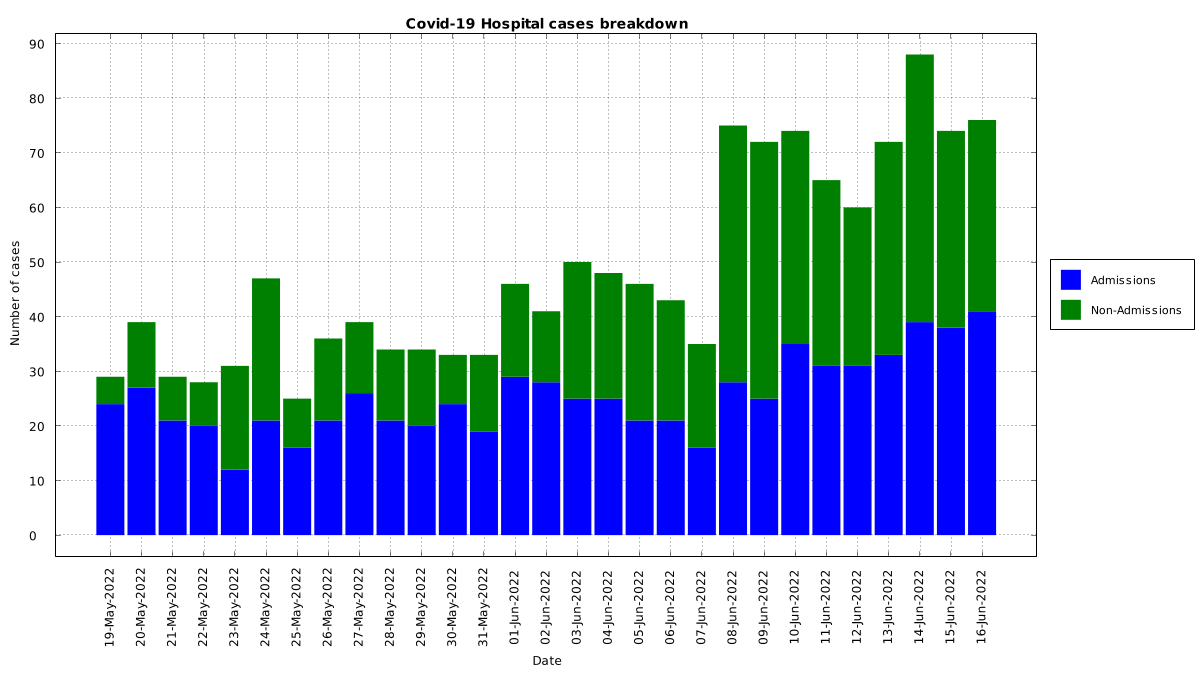 Covid-19 Hospital cases breakdown
90
80
70
60
50
40
30
20
10
0
Number of cases
19-May-2022
20-May-2022
21-May-2022
22-May-2022
23-May-2022
24-May-2022
25-May-2022
26-May-2022
27-May-2022
28-May-2022
29-May-2022
30-May-2022
31-May-2022
01-Jun-2022
02-Jun-2022
03-Jun-2022
04-Jun-2022
05-Jun-2022
06-Jun-2022
07-Jun-2022
08-Jun-2022
09-Jun-2022
10-Jun-2022
11-Jun-2022
12-Jun-2022
13-Jun-2022
14-Jun-2022
15-Jun-2022
16-Jun-2022
Date
Admissions
Non-Admissions